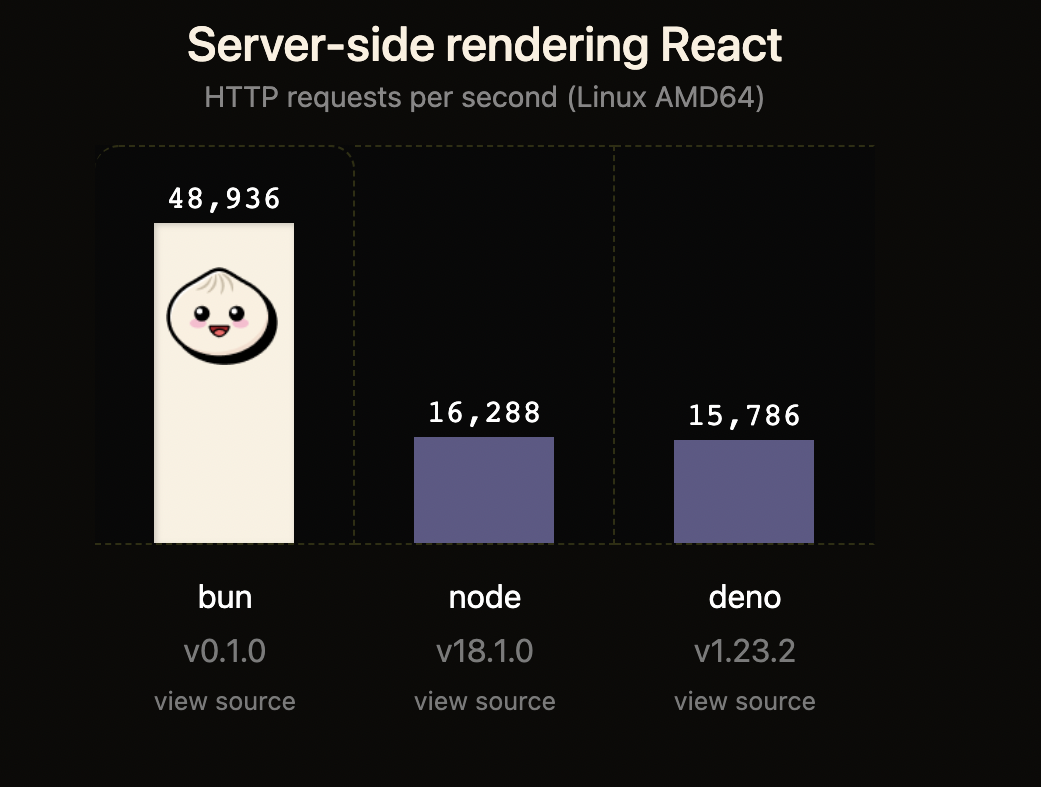 Server-side rendering React
HTTP requests per second (Linux AMD64)
48,936
16,288
15,786
bun
node
deno
v0.1.0
v18.1.0
v1.23.2
view source
view source
view source